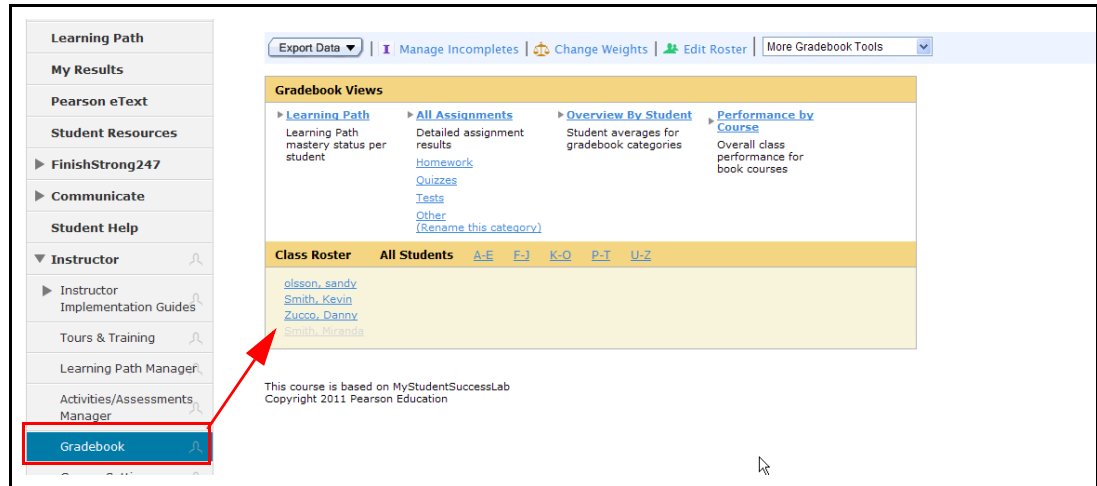 Learning Path
My Results
Pearson eText
Student Resources
FinishStrong247
Communicate
Student Help
Instructor
Instructor
Implementation Guides
Tours & Training
Learning Path Manager
Activities/Assessments
Manager
Gradebook
Export Data
Manage Incompletes
Change Weights
Edit Roster
More Gradebook Tools
Gradebook Views
Learning Path
Learning Path
mastery status per
student
All Assignments
Detailed assignment
results
Homework
Quizzes
Tests
Other
(Rename this category)
Overview By Student
Student averages for
gradebook categories
Performance by
Course
Overall class
performance for
book courses
Class Roster All Students A-E F-J K-O P-T U-Z
olsson, sandy
Smith, Kevin
Zucco, Danny
Smith, Miranda
This course is based on MyStudentSuccessLab
Copyright 2011 Pearson Education